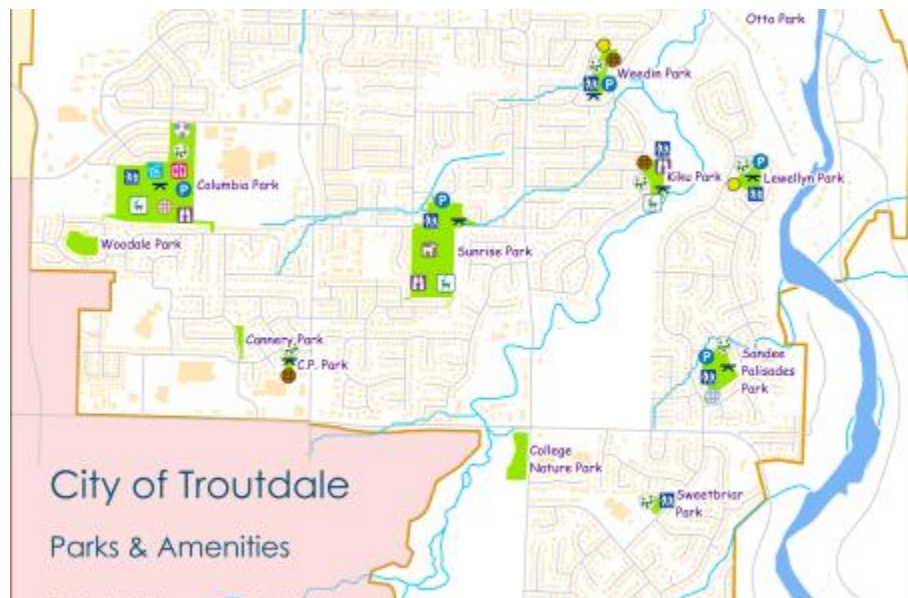 Otto Park
Weedin Park
Columbia Park
Kiku Park
Lewellyn Park
Woodale Park
Sunrise Park
Cannery Park
C.P. Park
Sandee
Palisades
Park
College
Nature Park
Sweetbriar
Park
City of Troutdale
Parks & Amenities
P
P
P
P
P